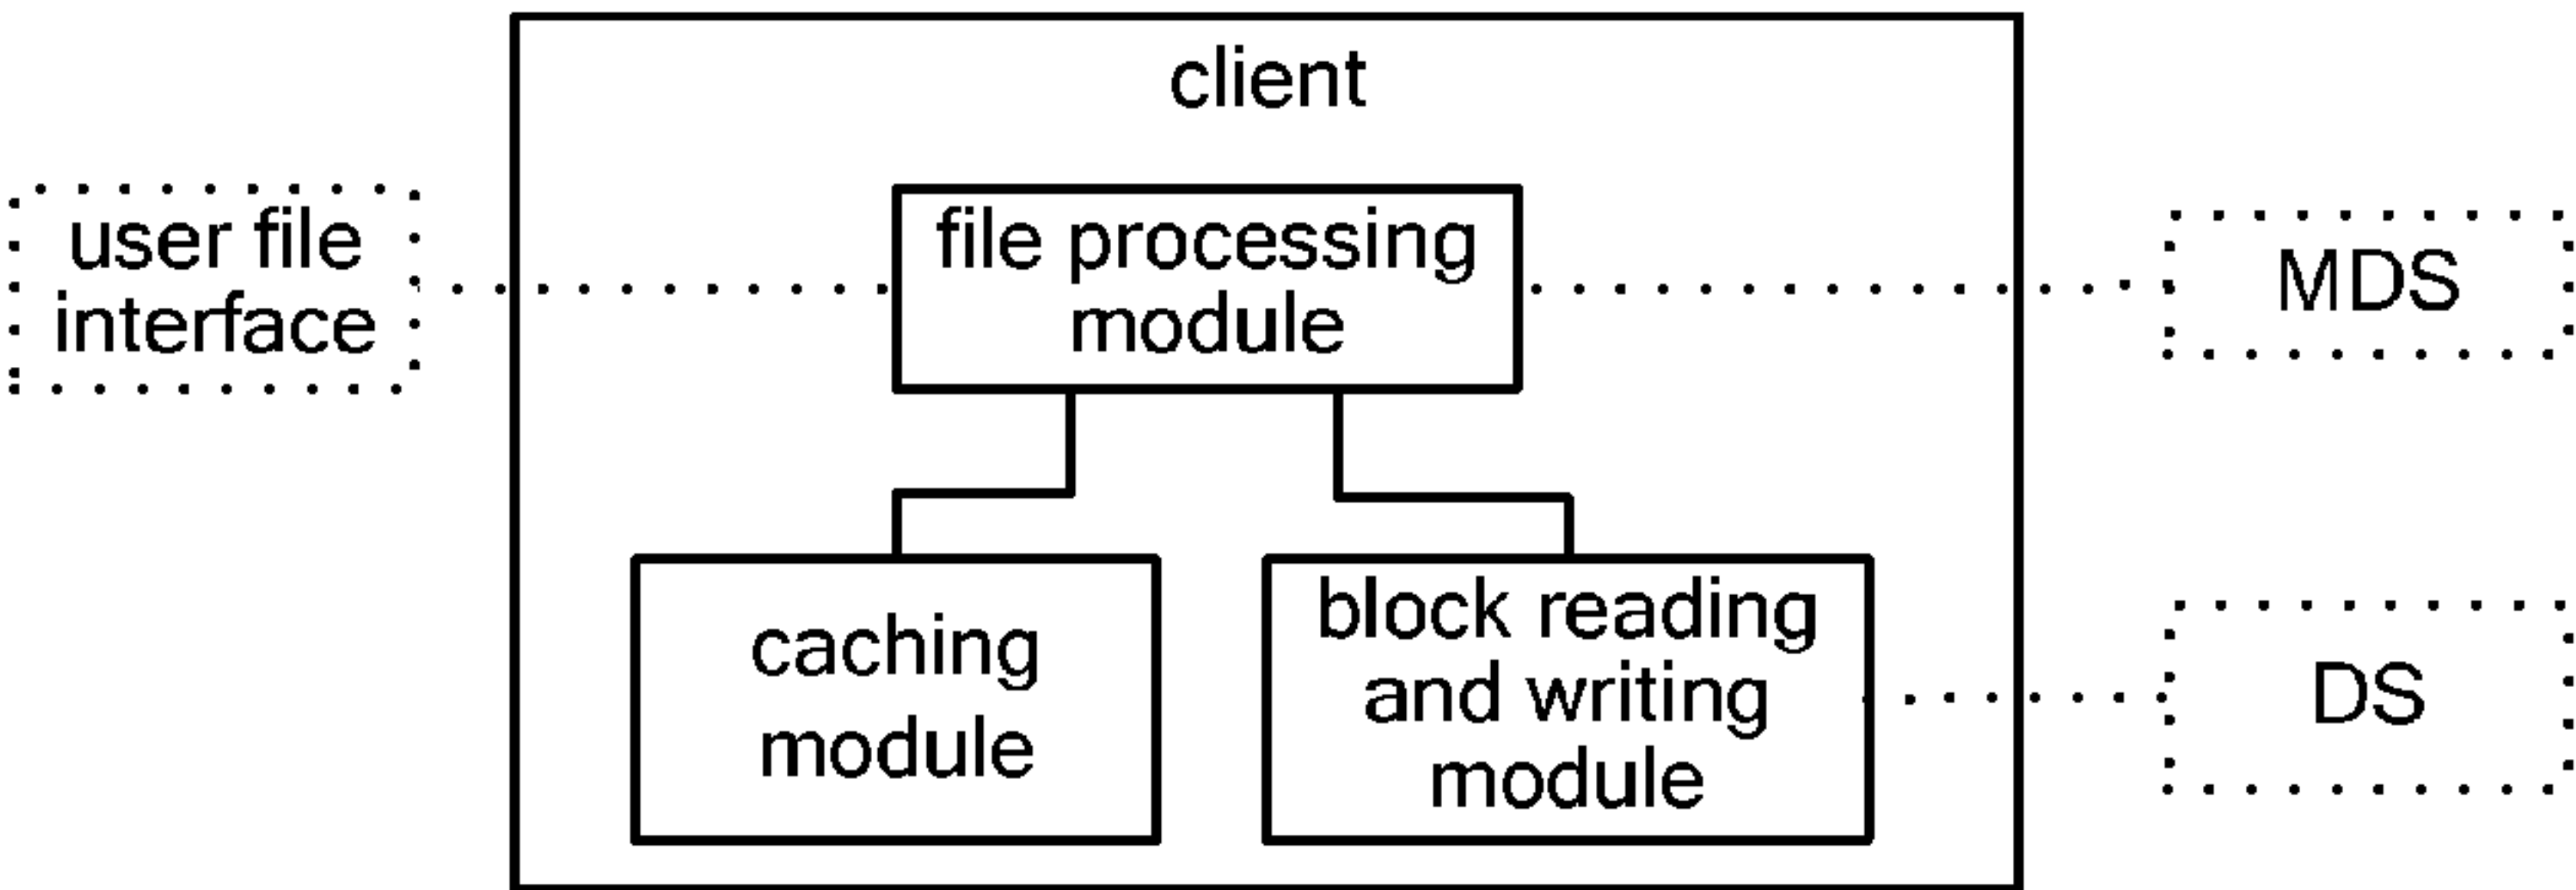 client
user file
interface
file processing
module
MDS
caching
module
block reading
and writing
module
DS